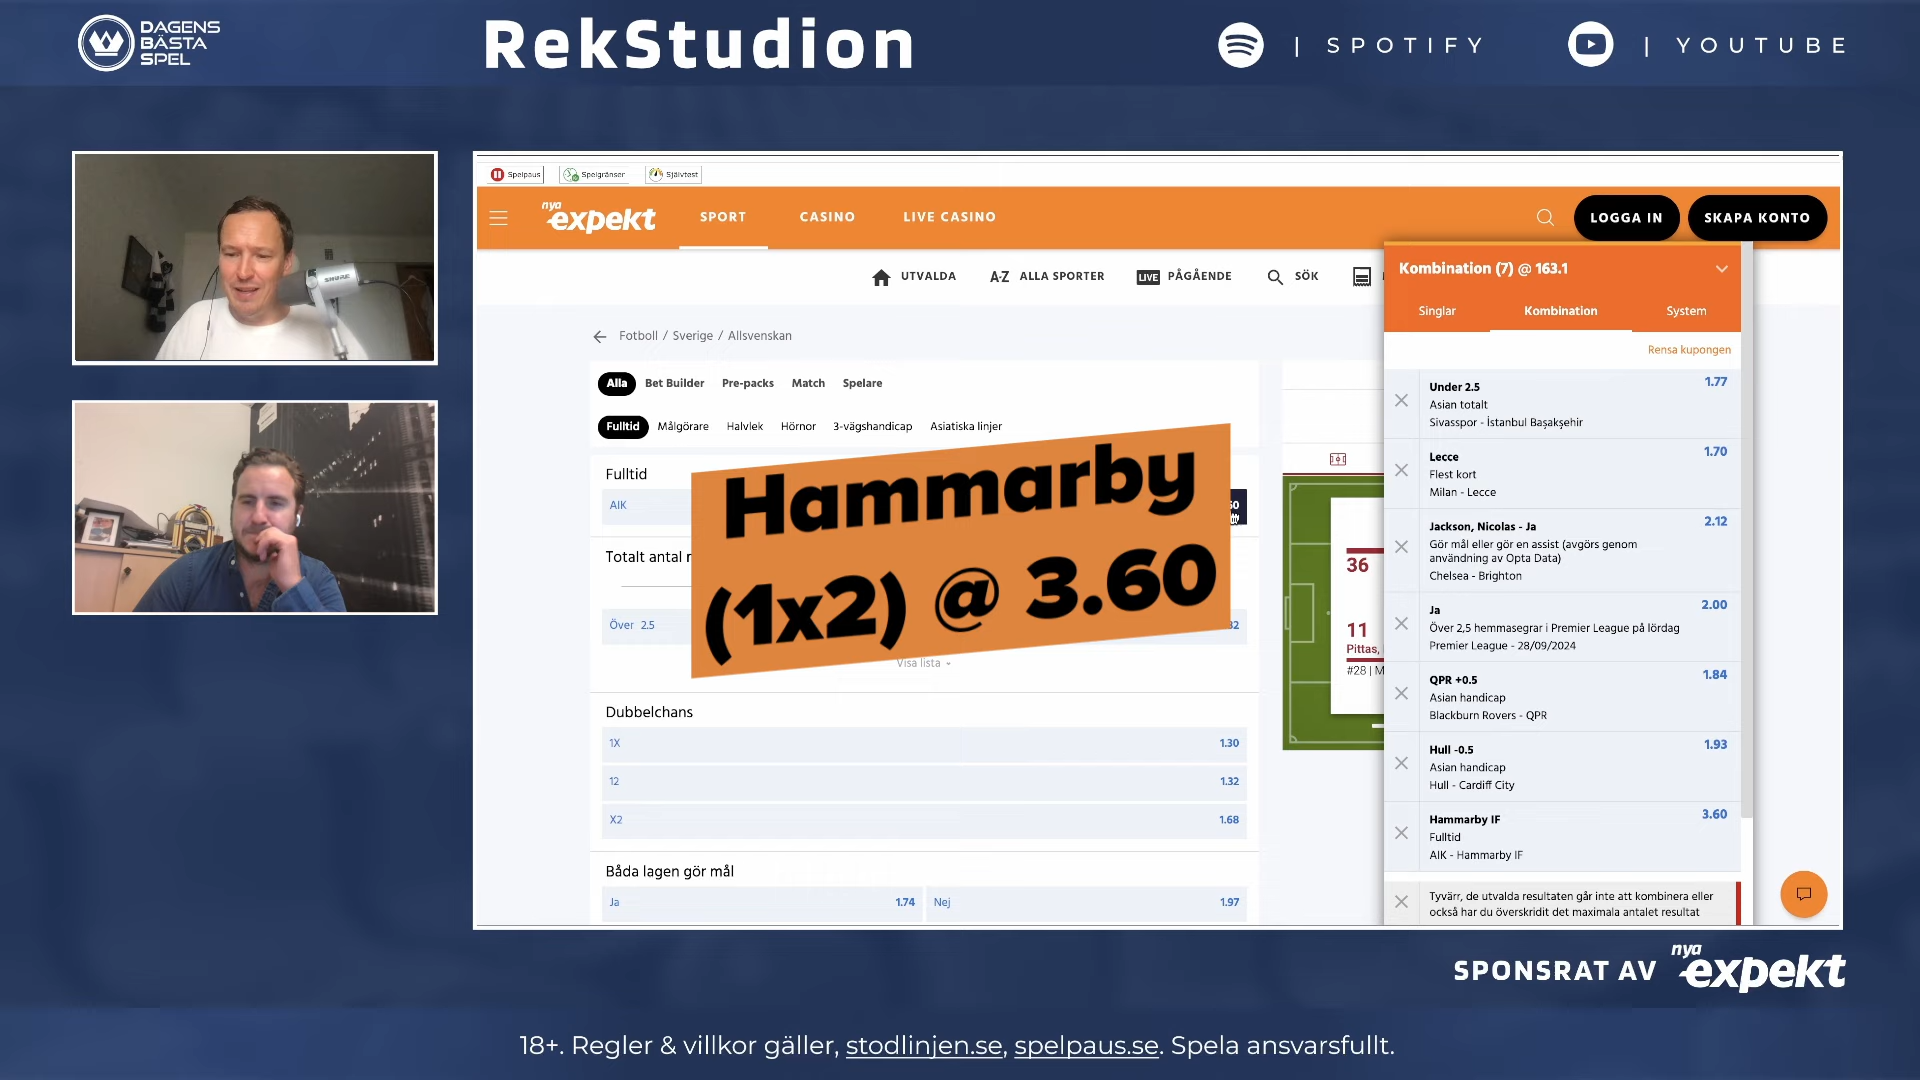 DAGENS
BÄSTA
SPEL
RekStudion
| SPOTIFY
| YOUTUBE
SHURE
Spelpaus
Spelgränser
Självtest
nya
expekt
SPORT
CASINO
LIVE CASINO
LOGGA IN
SKAPA KONTO
UTVALDA
A-Z ALLA SPORTER
LIVE PÅGÅENDE
SÖK
Fotboll / Sverige / Allsvenskan
Alla
Bet Builder
Pre-packs
Match
Spelare
Fulltid
Målgörare
Halvlek
Hörnor
3-vägshandicap
Asiatiska linjer
Fulltid
AIK
Totalt antal
Över 2.5
Visa lista
Hammarby
(1x2) @ 3.60
Dubbelchans
1X 1.30
12 1.32
X2 1.68
Båda lagen gör mål
Ja 1.74 Nej 1.97
36
11
Pittas,
#28 | M
Kombination (7) @ 163.1
Singlar
Kombination
System
Rensa kupongen
Under 2.5 1.77
Asian totalt
Sivasspor - İstanbul Başakşehir
Lecce 1.70
Flest kort
Milan - Lecce
Jackson, Nicolas - Ja 2.12
Gör mål eller gör en assist (avgörs genom
användning av Opta Data)
Chelsea - Brighton
Ja 2.00
Över 2,5 hemmasegrar i Premier League på lördag
Premier League - 28/09/2024
QPR +0.5 1.84
Asian handicap
Blackburn Rovers - QPR
Hull -0.5 1.93
Asian handicap
Hull - Cardiff City
Hammarby IF 3.60
Fulltid
AIK - Hammarby IF
Tyvärr, de utvalda resultaten går inte att kombinera eller
också har du överskridit det maximala antalet resultat
SPONSRAT AV nya expekt
18+. Regler & villkor gäller, stodlinjen.se, spelpaus.se. Spela ansvarsfullt.